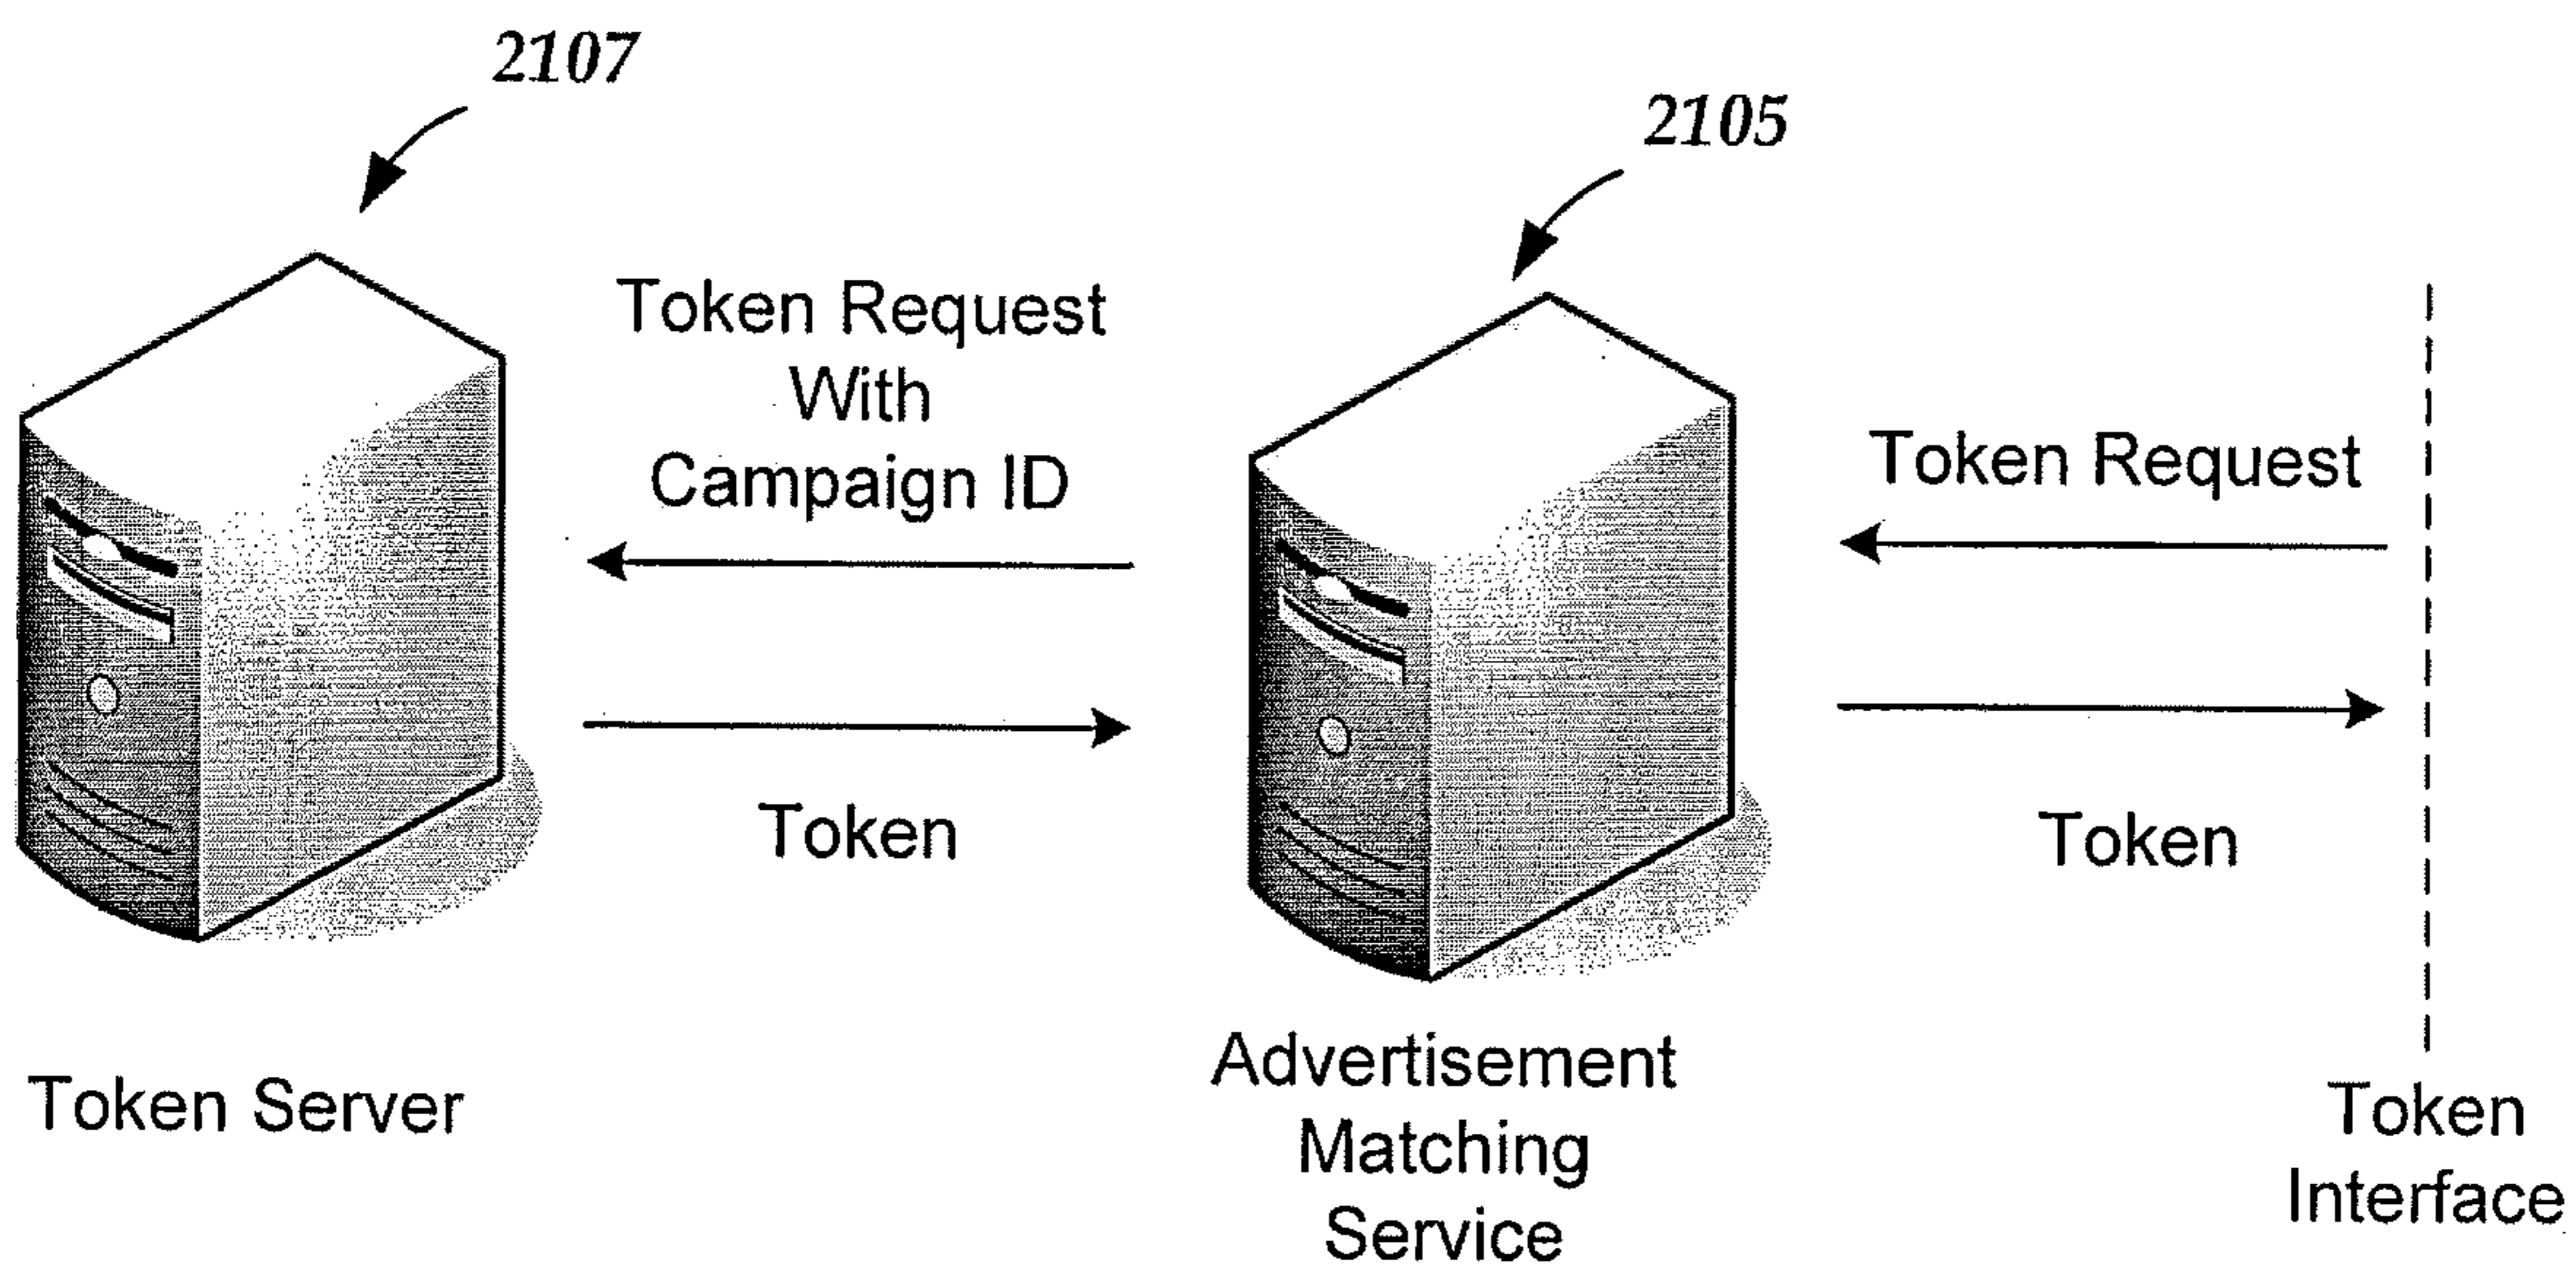 2107
2105
Token Request
With
Campaign ID
Token Request
Token
Token
Token Server
Advertisement
Matching
Service
Token
Interface